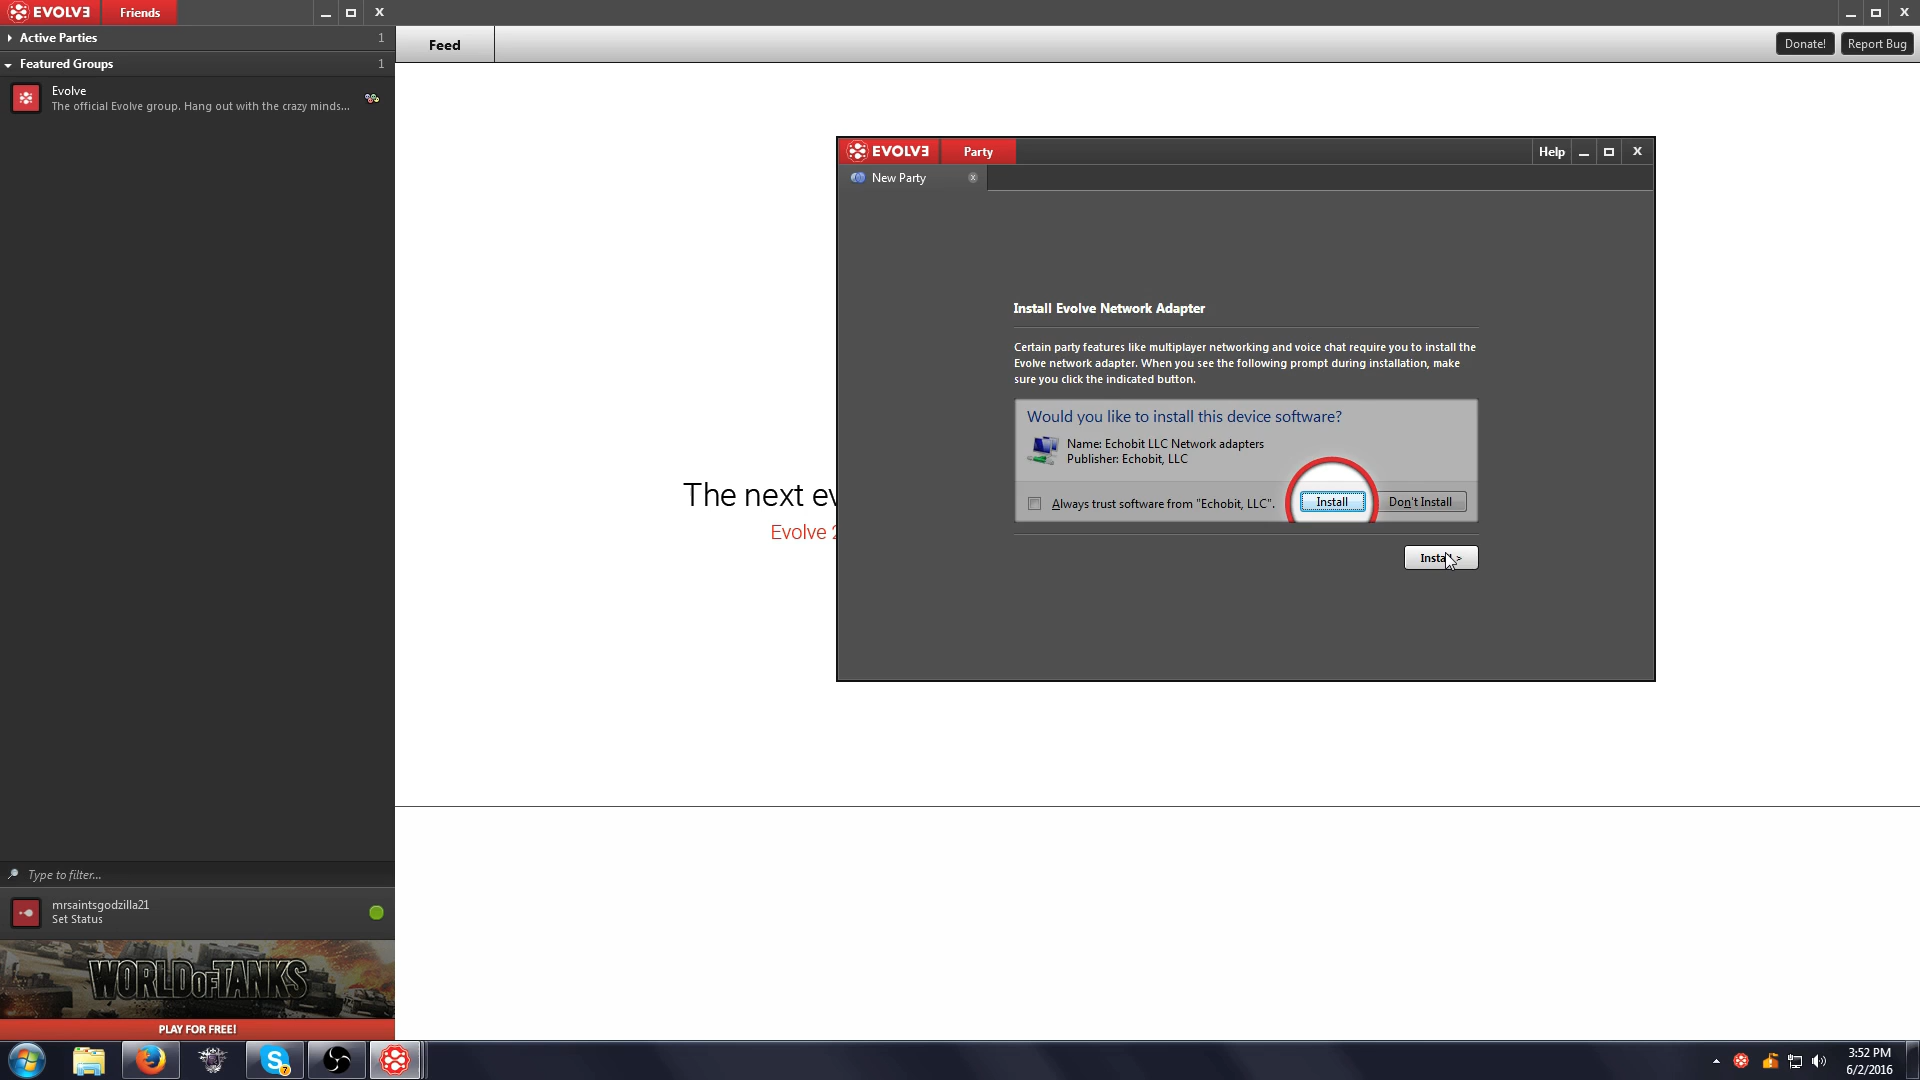 EVOLV3 Friends
Active Parties 1
Feed
Donate! Report Bug
Featured Groups 1
Evolve
The official Evolve group. Hang out with the crazy minds...
EVOLV3 Party Help
New Party
Install Evolve Network Adapter
Certain party features like multiplayer networking and voice chat require you to install the
Evolve network adapter. When you see the following prompt during installation, make
sure you click the indicated button.
Would you like to install this device software?
Name: Echobit LLC Network adapters
Publisher: Echobit, LLC
Always trust software from "Echobit, LLC". Install Don't Install
Install >
The next ev
Evolve 2
Type to filter...
mrsaintsgodzilla21
Set Status
WORLD OF TANKS
PLAY FOR FREE!
7
3:52 PM
6/2/2016